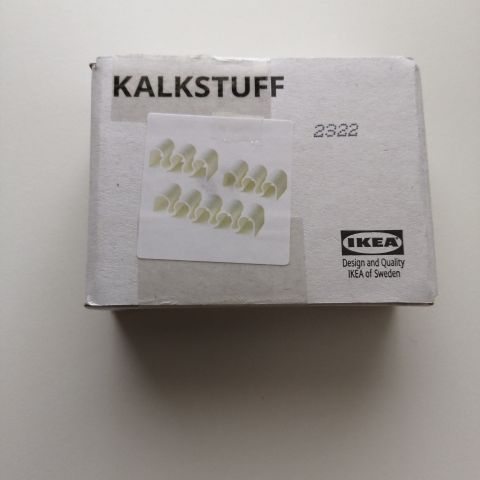 KALKSTUFF
2322
IKEA
Design and Quality
IKEA of Sweden